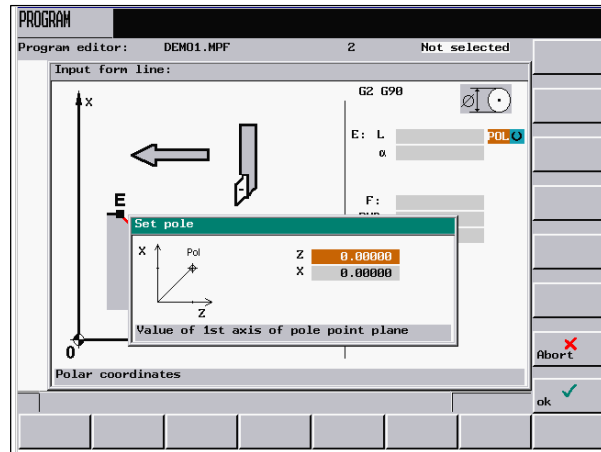 PROGRAM
Program editor: DEMO1.MPF 2 Not selected
Input form line:
X
G2 G90
E: L POL
α
E
F:
Set pole
X Pol
Z 0.00000
X 0.00000
Z
Value of 1st axis of pole point plane
0
Abort
Polar coordinates
ok